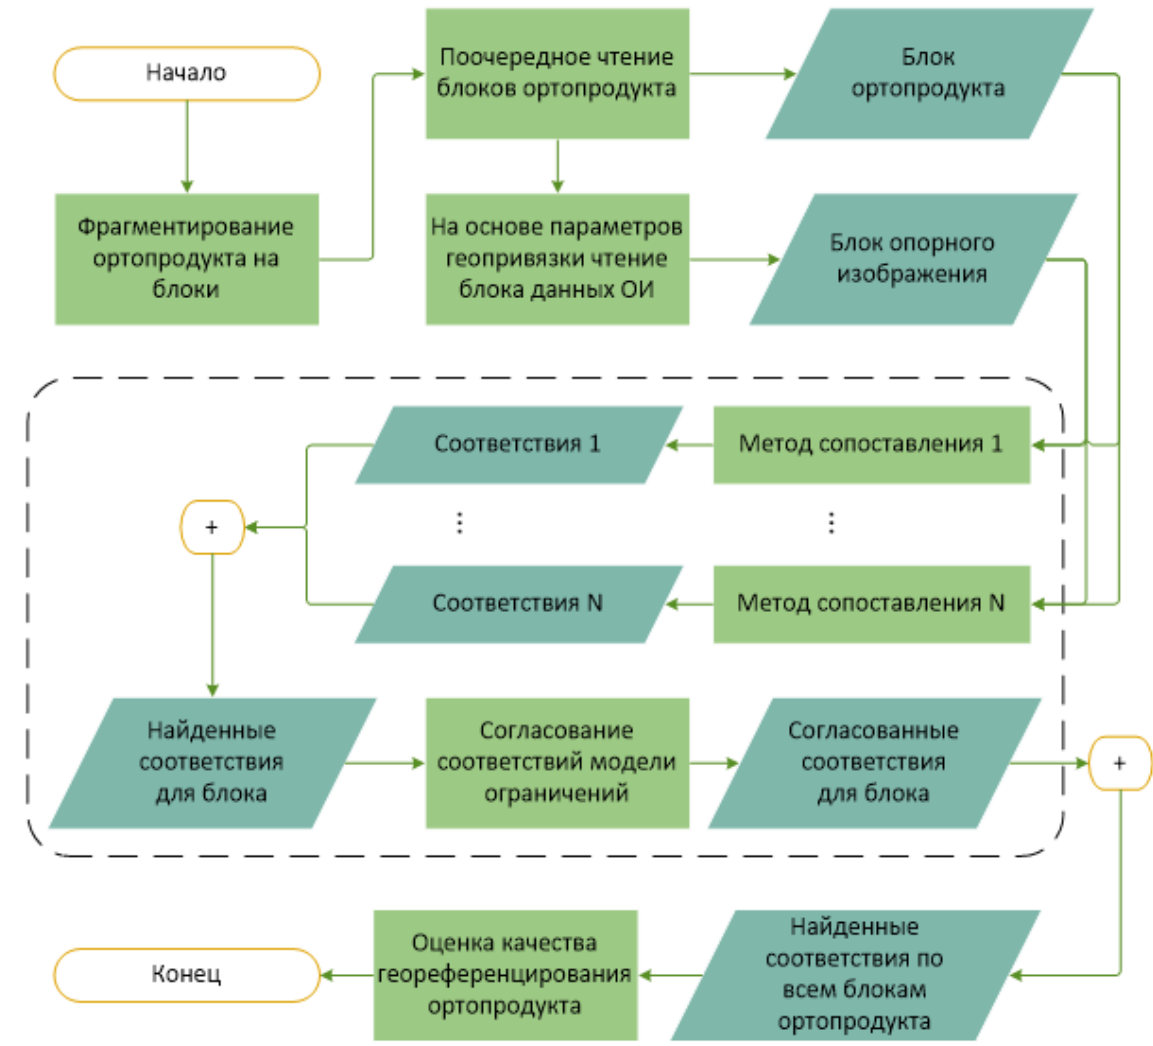 Начало
Поочередное чтение
блоков ортопродукта
Блок
ортопродукта
Фрагментирование
ортопродукта на
блоки
На основе параметров
геопривязки чтение
блока данных ОИ
Блок опорного
изображения
Соответствия 1
Метод сопоставления 1
+
⋮
⋮
Соответствия N
Метод сопоставления N
Найденные
соответствия
для блока
Согласование
соответствий модели
ограничений
Согласованные
соответствия
для блока
+
Найденные
соответствия по
всем блокам
ортопродукта
Оценка качества
геореференцирования
ортопродукта
Конец